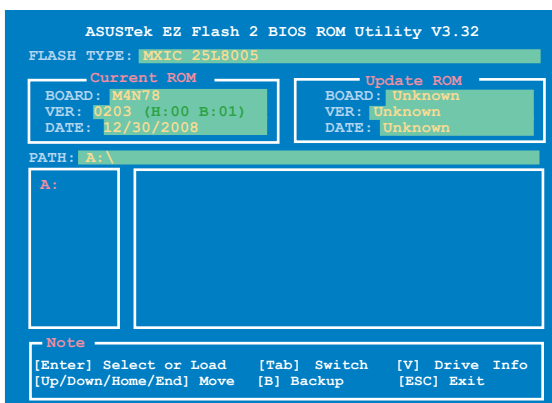 ASUSTek EZ Flash 2 BIOS ROM Utility V3.32
FLASH TYPE: MXIC 25L8005
Current ROM
BOARD: M4N78
VER: 0203 (H:00 B:01)
DATE: 12/30/2008
Update ROM
BOARD: Unknown
VER: Unknown
DATE: Unknown
PATH: A:\
A:
Note
[Enter] Select or Load [Tab] Switch [V] Drive Info
[Up/Down/Home/End] Move [B] Backup [ESC] Exit